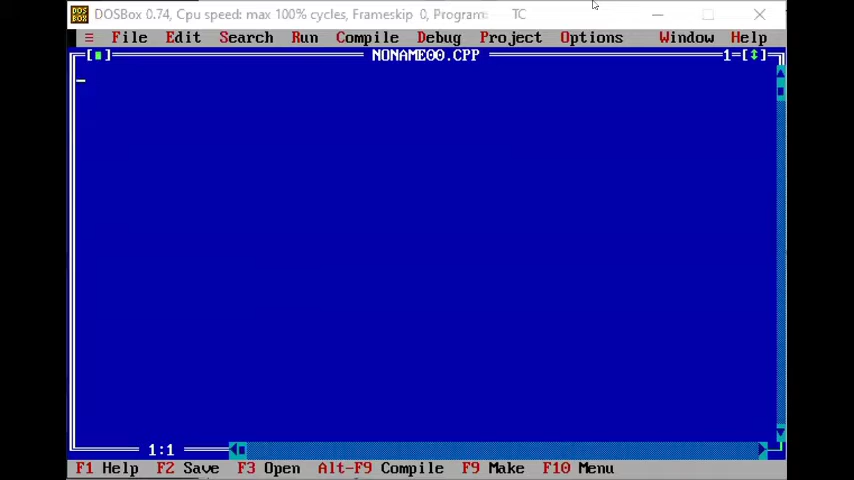 DOSBox 0.74, Cpu speed: max 100% cycles, Frameskip 0, Program: TC
≡ File Edit Search Run Compile Debug Project Options Window Help
[■] NONAME00.CPP 1=[↕]
1:1
F1 Help F2 Save F3 Open Alt-F9 Compile F9 Make F10 Menu